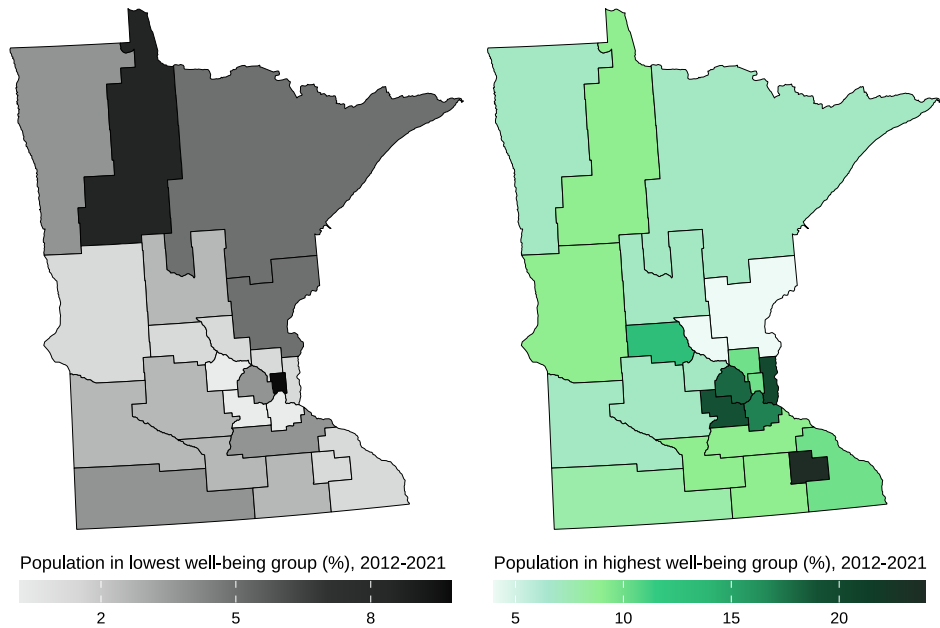 Population in lowest well-being group (%), 2012-2021
2 5 8
Population in highest well-being group (%), 2012-2021
5 10 15 20